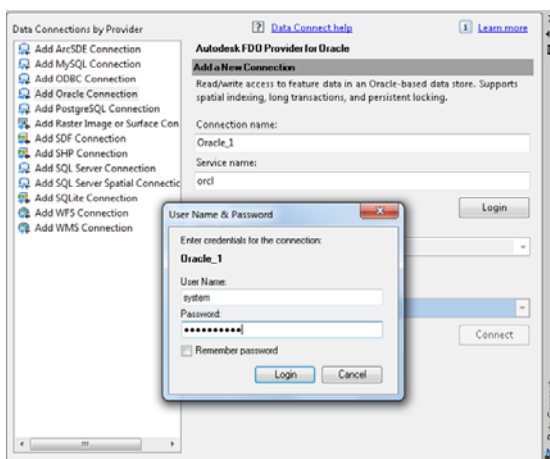 Data Connections by Provider
Data Connect help
Learn more
Add ArcSDE Connection
Add MySQL Connection
Add ODBC Connection
Add Oracle Connection
Add PostgreSQL Connection
Add Raster Image or Surface Con
Add SDF Connection
Add SHP Connection
Add SQL Server Connection
Add SQL Server Spatial Connectic
Add SQLite Connection
Add WFS Connection
Add WMS Connection
Autodesk FDO Provider for Oracle
Add a New Connection
Read/write access to feature data in an Oracle-based data store. Supports
spatial indexing, long transactions, and persistent locking.
Connection name:
Oracle_1
Service name:
orcl
Login
Connect
User Name & Password
Enter credentials for the connection:
Oracle_1
User Name:
system
Password:
Remember password
Login
Cancel